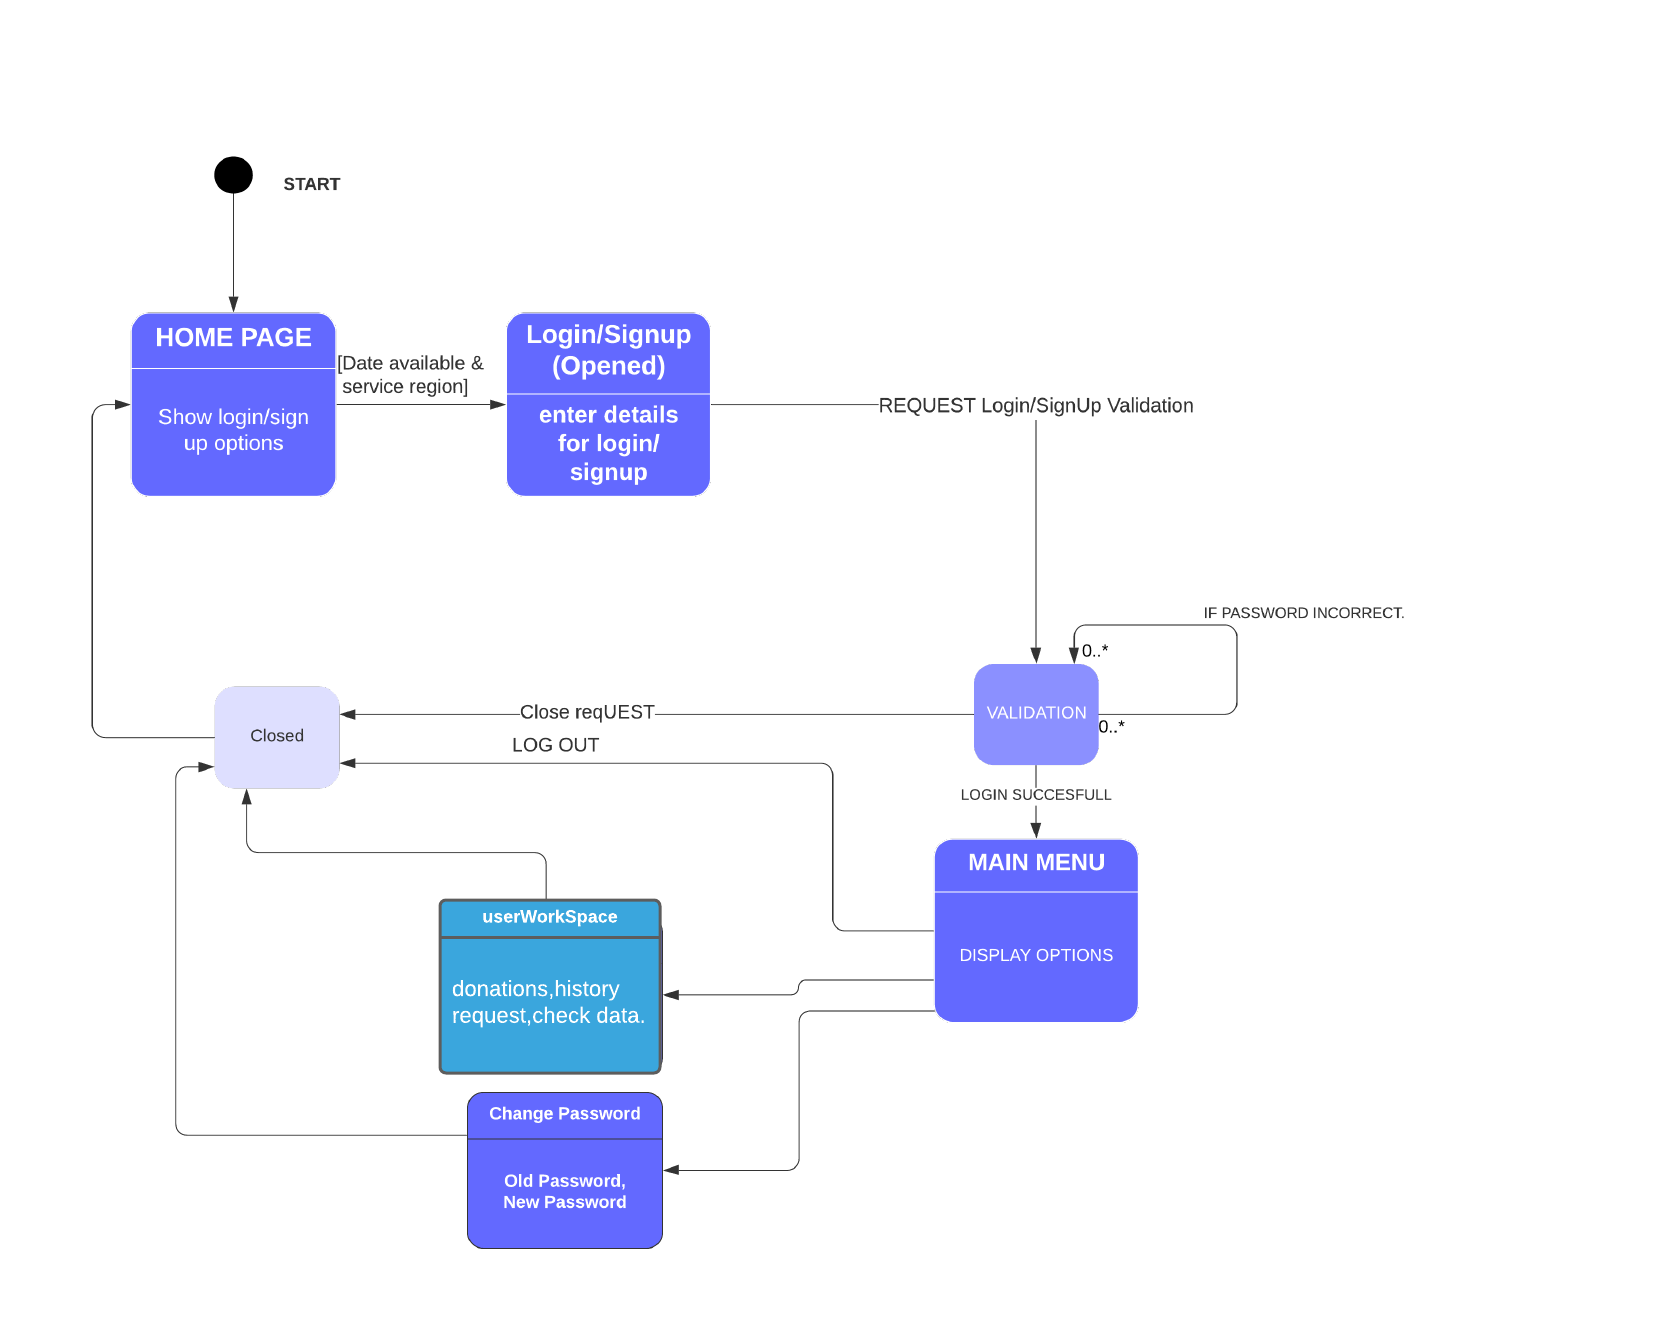 START
HOME PAGE
Show login/sign
up options
[Date available &
service region]
Login/Signup
(Opened)
enter details
for login/
signup
REQUEST Login/SignUp Validation
IF PASSWORD INCORRECT.
0..*
VALIDATION
0..*
Close reqUEST
LOG OUT
Closed
LOGIN SUCCESFULL
MAIN MENU
DISPLAY OPTIONS
userWorkSpace
donations,history
request,check data.
Change Password
Old Password,
New Password